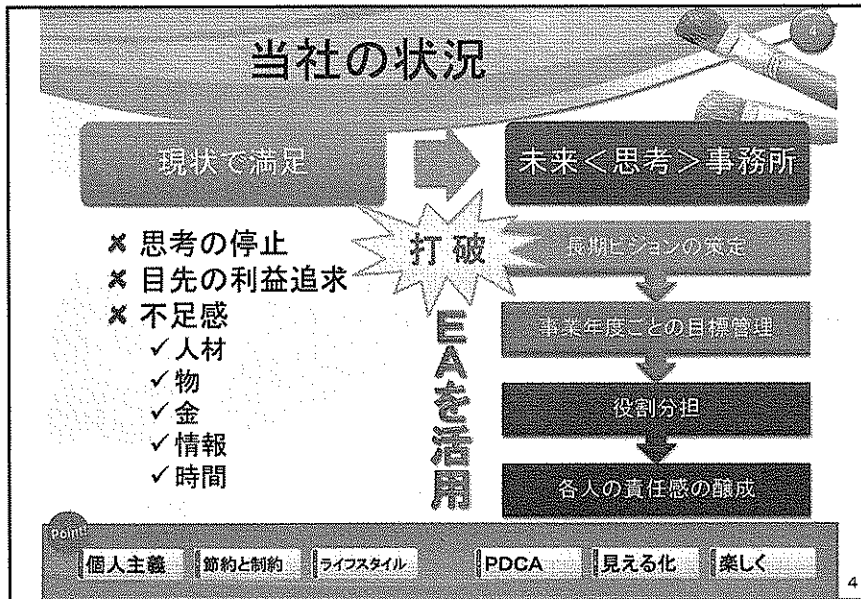 当社の状況
現状で満足
✖ 思考の停止
✖ 目先の利益追求
✖ 不足感
✓人材
✓物
✓金
✓情報
✓時間
打破
EAを活用
未来＜思考＞事務所
長期ビジョンの策定
事業年度ごとの目標管理
役割分担
各人の責任感の醸成
Point!
個人主義
節約と制約
ライフスタイル
PDCA
見える化
楽しく
4